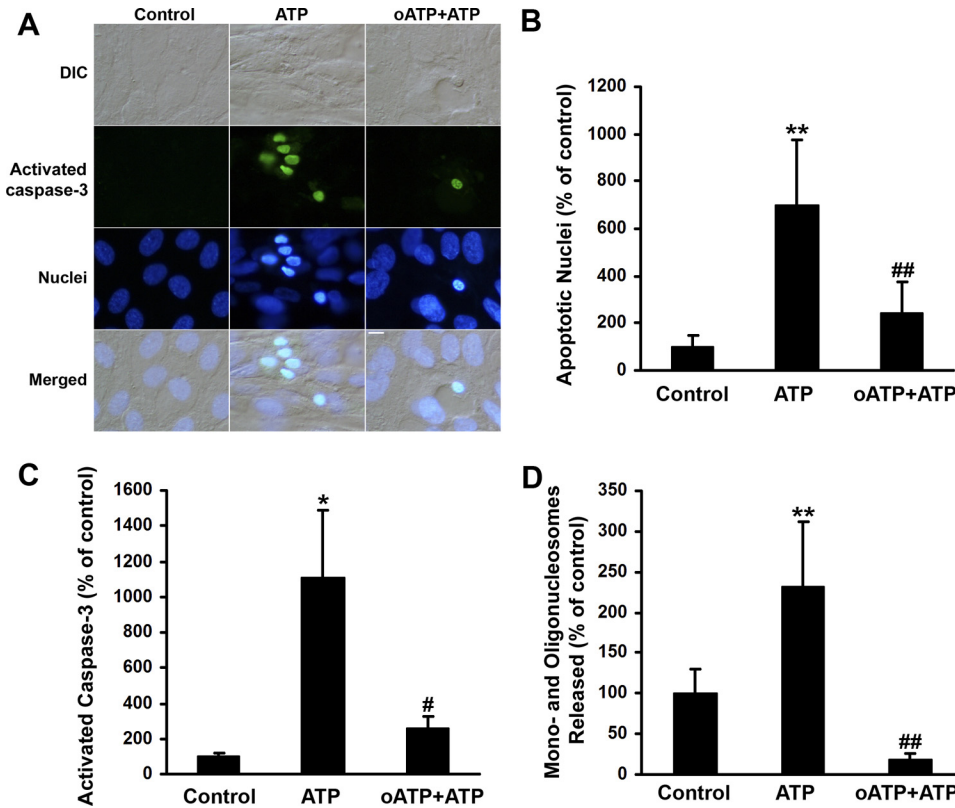 A
Control
ATP
oATP+ATP
DIC
Activated
caspase-3
Nuclei
Merged
B
Apoptotic Nuclei (% of control)
1200
1000
800
600
400
200
0
**
##
Control
ATP
oATP+ATP
C
Activated Caspase-3 (% of control)
1600
1400
1200
1000
800
600
400
200
0
*
#
Control
ATP
oATP+ATP
D
Mono- and Oligonucleosomes
Released (% of control)
350
300
250
200
150
100
50
0
**
##
Control
ATP
oATP+ATP